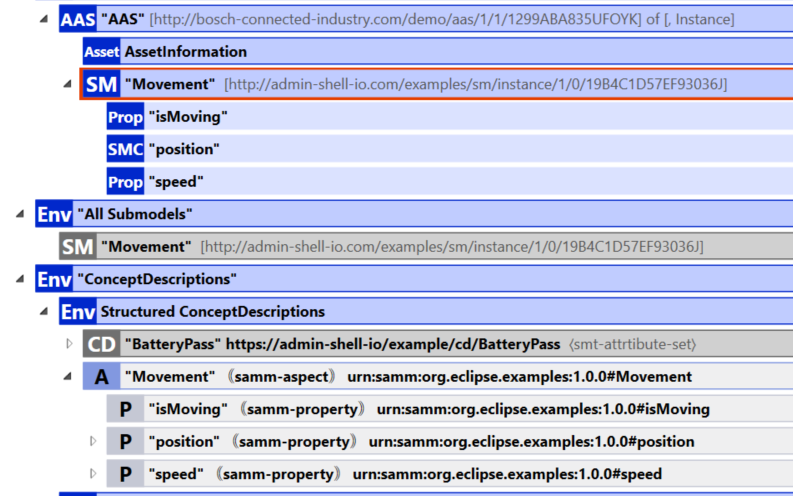 AAS "AAS" [http://bosch-connected-industry.com/demo/aas/1/1/1299ABA835UFOYK] of [, Instance]
Asset AssetInformation
SM "Movement" [http://admin-shell-io.com/examples/sm/instance/1/0/19B4C1D57EF93036J]
Prop "isMoving"
SMC "position"
Prop "speed"
Env "All Submodels"
SM "Movement" [http://admin-shell-io.com/examples/sm/instance/1/0/19B4C1D57EF93036J]
Env "ConceptDescriptions"
Env Structured ConceptDescriptions
CD "BatteryPass" https://admin-shell-io/example/cd/BatteryPass ⟨smt-attrtibute-set⟩
A "Movement" ⟪samm-aspect⟫ urn:samm:org.eclipse.examples:1.0.0#Movement
P "isMoving" ⟪samm-property⟫ urn:samm:org.eclipse.examples:1.0.0#isMoving
P "position" ⟪samm-property⟫ urn:samm:org.eclipse.examples:1.0.0#position
P "speed" ⟪samm-property⟫ urn:samm:org.eclipse.examples:1.0.0#speed